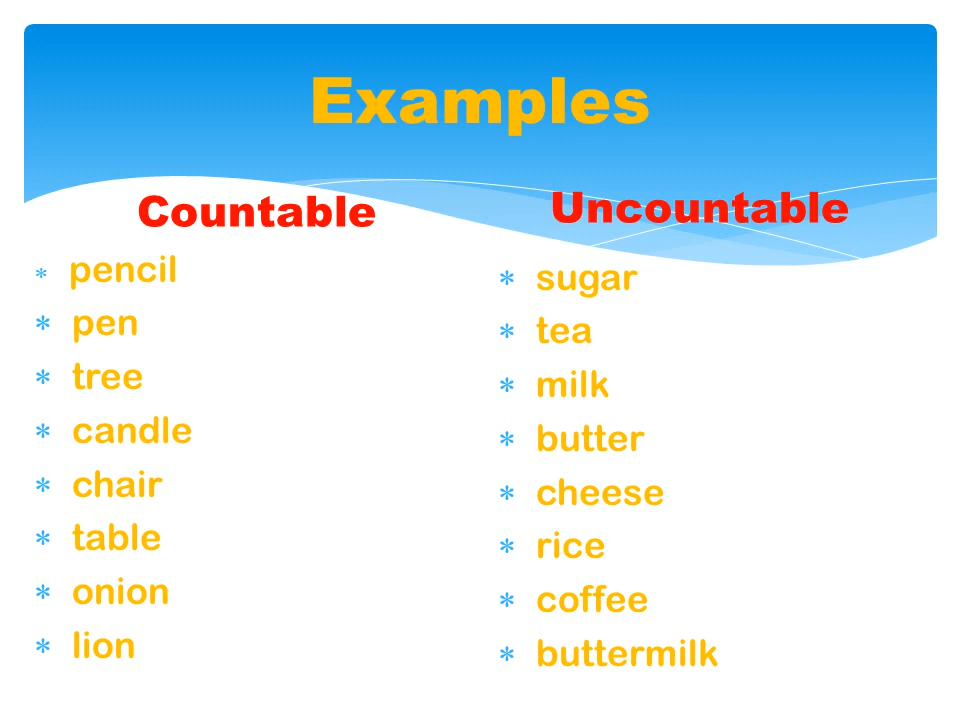 Examples
Countable
* pencil
* pen
* tree
* candle
* chair
* table
* onion
* lion
Uncountable
* sugar
* tea
* milk
* butter
* cheese
* rice
* coffee
* buttermilk